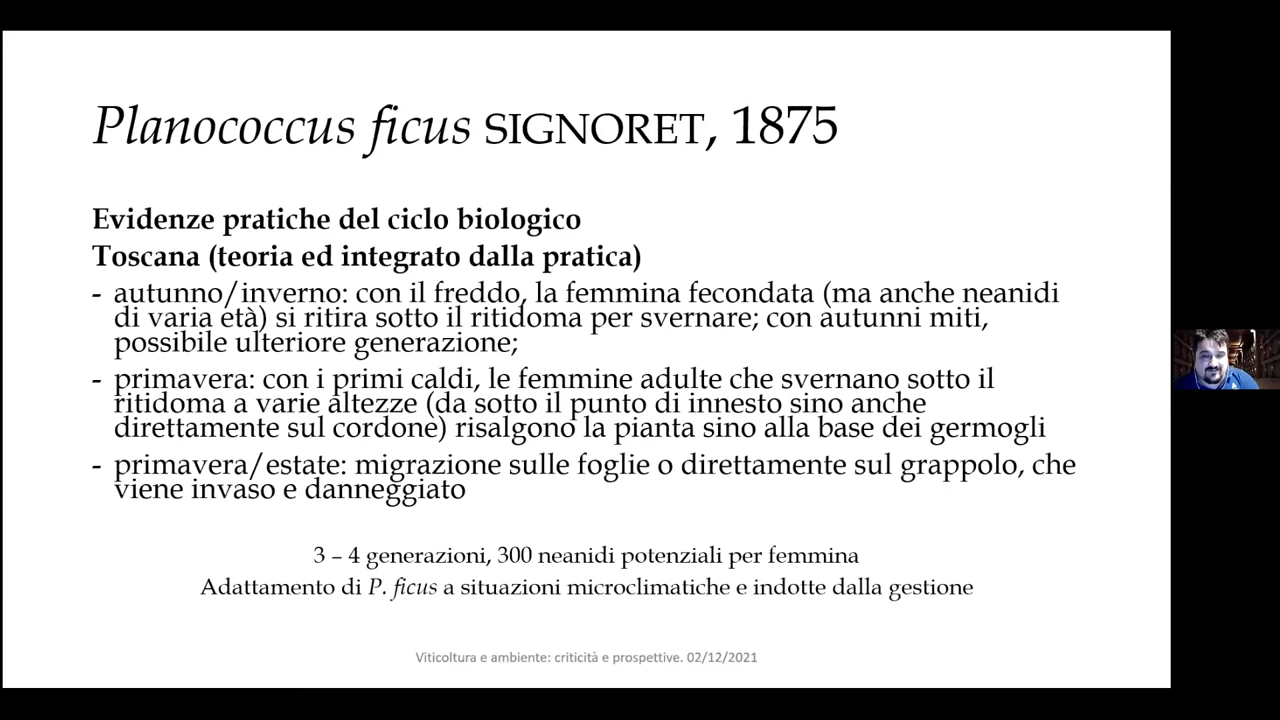 Planococcus ficus SIGNORET, 1875
Evidenze pratiche del ciclo biologico
Toscana (teoria ed integrato dalla pratica)
- autunno/inverno: con il freddo, la femmina fecondata (ma anche neanidi
di varia età) si ritira sotto il ritidoma per svernare; con autunni miti,
possibile ulteriore generazione;
- primavera: con i primi caldi, le femmine adulte che svernano sotto il
ritidoma a varie altezze (da sotto il punto di innesto sino anche
direttamente sul cordone) risalgono la pianta sino alla base dei germogli
- primavera/estate: migrazione sulle foglie o direttamente sul grappolo, che
viene invaso e danneggiato
3 – 4 generazioni, 300 neanidi potenziali per femmina
Adattamento di P. ficus a situazioni microclimatiche e indotte dalla gestione
Viticoltura e ambiente: criticità e prospettive. 02/12/2021